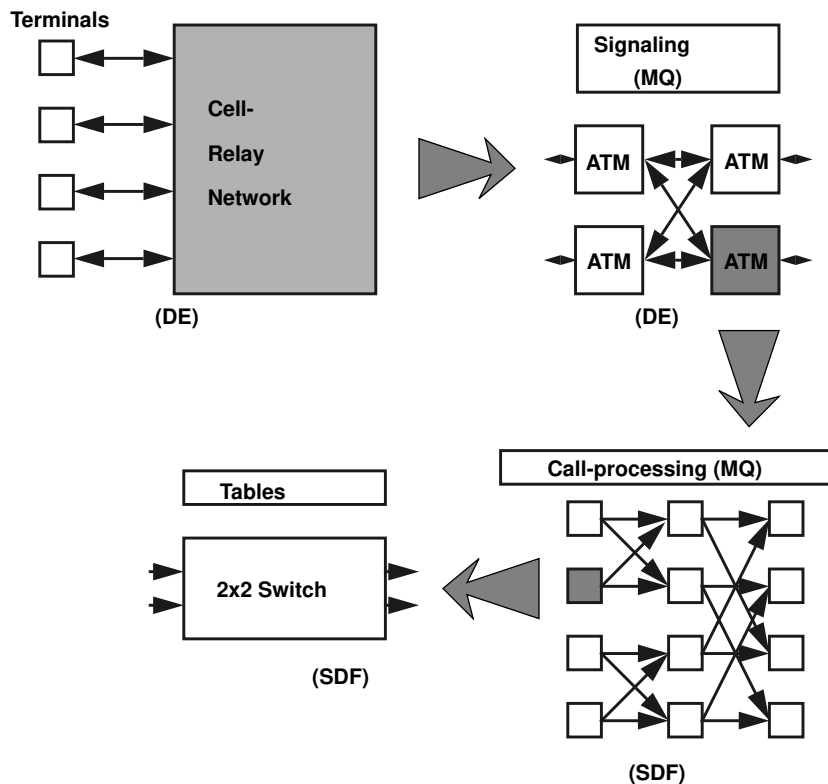 Terminals
Cell-
Relay
Network
(DE)
Signaling
(MQ)
ATM
ATM
ATM
ATM
(DE)
Call-processing (MQ)
(SDF)
Tables
2x2 Switch
(SDF)